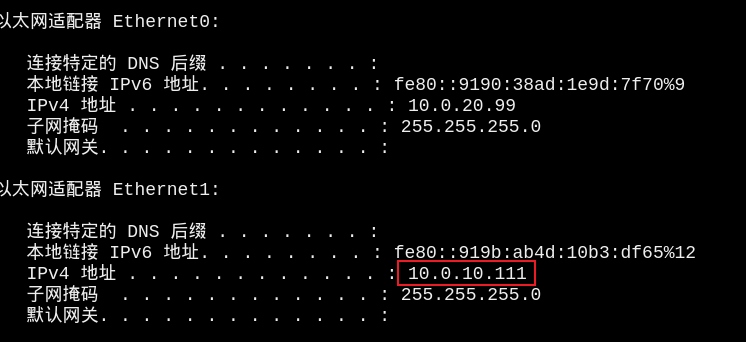 以太网适配器 Ethernet0:
连接特定的 DNS 后缀 . . . . . . . :
本地链接 IPv6 地址. . . . . . . . : fe80::9190:38ad:1e9d:7f70%9
IPv4 地址 . . . . . . . . . . . . . : 10.0.20.99
子网掩码  . . . . . . . . . . . . . : 255.255.255.0
默认网关. . . . . . . . . . . . . . :
以太网适配器 Ethernet1:
连接特定的 DNS 后缀 . . . . . . . :
本地链接 IPv6 地址. . . . . . . . : fe80::919b:ab4d:10b3:df65%12
IPv4 地址 . . . . . . . . . . . . . : 10.0.10.111
子网掩码  . . . . . . . . . . . . . : 255.255.255.0
默认网关. . . . . . . . . . . . . . :